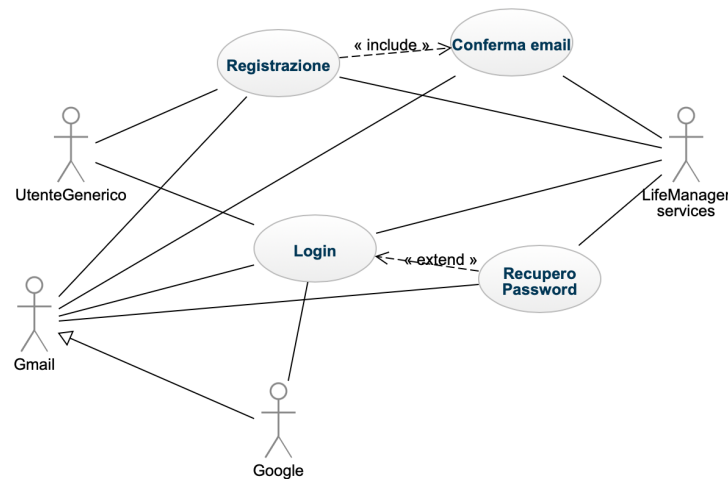 « include »
Conferma email
Registrazione
UtenteGenerico
LifeManager
services
Login
« extend »
Recupero
Password
Gmail
Google